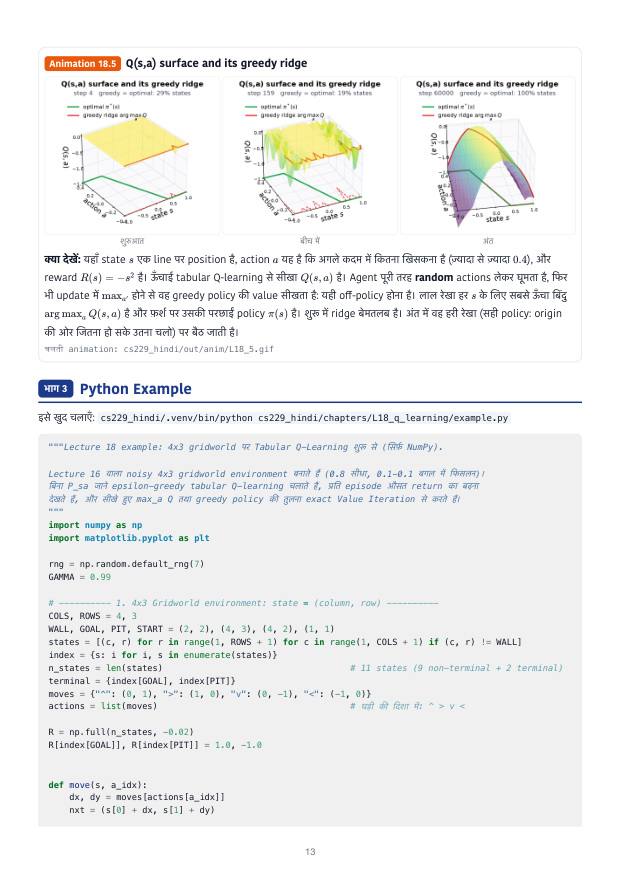 Animation 18.5 Q(s,a) surface and its greedy ridge
Q(s,a) surface and its greedy ridge
step 4 greedy = optimal: 29% states
optimal π*(s)
greedy ridge arg max Q
Q(s,a)
action a
state s
शुरुआत
Q(s,a) surface and its greedy ridge
step 159 greedy = optimal: 19% states
optimal π*(s)
greedy ridge arg max Q
Q(s,a)
action a
state s
बीच में
Q(s,a) surface and its greedy ridge
step 60000 greedy = optimal: 100% states
optimal π*(s)
greedy ridge arg max Q
Q(s,a)
action a
state s
अंत
क्या देखें: यहाँ state s एक लाइन पर position है, action a यह है कि अगले कदम में कितना खिसकना है (ज्यादा से ज्यादा 0.4), और
reward R(s) = −s² है। ऊँचाई tabular Q-learning से सीखा Q(s, a) है। Agent पूरी तरह random actions लेकर घूमता है, फिर
भी update में max_a′ होने से वह greedy policy की value सीखता है: यही off-policy होना है। लाल रेखा हर s के लिए सबसे ऊँचा बिंदु
arg max_a Q(s, a) है और फर्श पर उसकी परछाई policy π(s) है। शुरू में ridge बेमतलब है। अंत में वह हरी रेखा (सही policy: origin
की ओर जितना हो सके उतना चलो) पर बैठ जाती है।
चलती animation: cs229_hindi/out/anim/L18_5.gif
भाग 3 Python Example
इसे खुद चलाएँ: cs229_hindi/.venv/bin/python cs229_hindi/chapters/L18_q_learning/example.py
"""Lecture 18 example: 4x3 gridworld पर Tabular Q-Learning शुरू से (सिर्फ NumPy).
Lecture 16 वाला noisy 4x3 gridworld environment बनाते हैं (0.8 सीधा, 0.1-0.1 बगल में फिसलन)।
बिना P_sa जाने epsilon-greedy tabular Q-learning चलाते हैं, प्रति episode औसत return का बढ़ना
देखते हैं, और सीखे हुए max_a Q तथा greedy policy की तुलना exact Value Iteration से करते हैं।
"""
import numpy as np
import matplotlib.pyplot as plt
rng = np.random.default_rng(7)
GAMMA = 0.99
# ---------- 1. 4x3 Gridworld environment: state = (column, row) ----------
COLS, ROWS = 4, 3
WALL, GOAL, PIT, START = (2, 2), (4, 3), (4, 2), (1, 1)
states = [(c, r) for r in range(1, ROWS + 1) for c in range(1, COLS + 1) if (c, r) != WALL]
index = {s: i for i, s in enumerate(states)}
n_states = len(states) # 11 states (9 non-terminal + 2 terminal)
terminal = {index[GOAL], index[PIT]}
moves = {"^": (0, 1), ">": (1, 0), "v": (0, -1), "<": (-1, 0)}
actions = list(moves) # घड़ी की दिशा में: ^ > v <
R = np.full(n_states, -0.02)
R[index[GOAL]], R[index[PIT]] = 1.0, -1.0
def move(s, a_idx):
dx, dy = moves[actions[a_idx]]
nxt = (s[0] + dx, s[1] + dy)
13